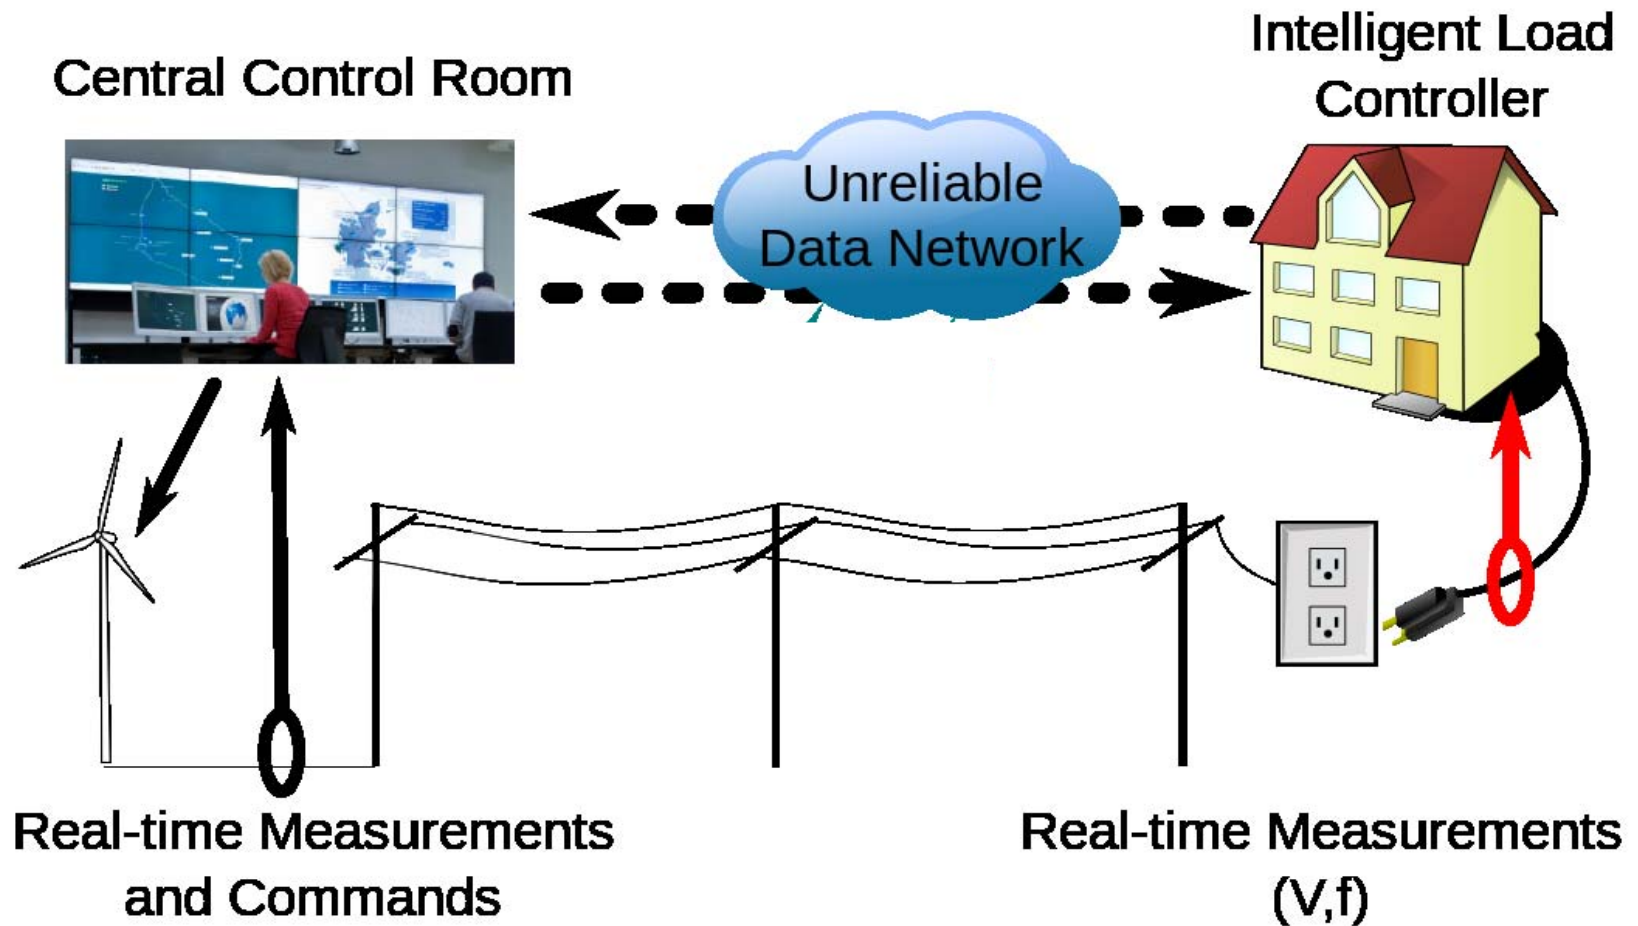 Central Control Room
Intelligent Load
Controller
Unreliable
Data Network
Real-time Measurements
and Commands
Real-time Measurements
(V,f)